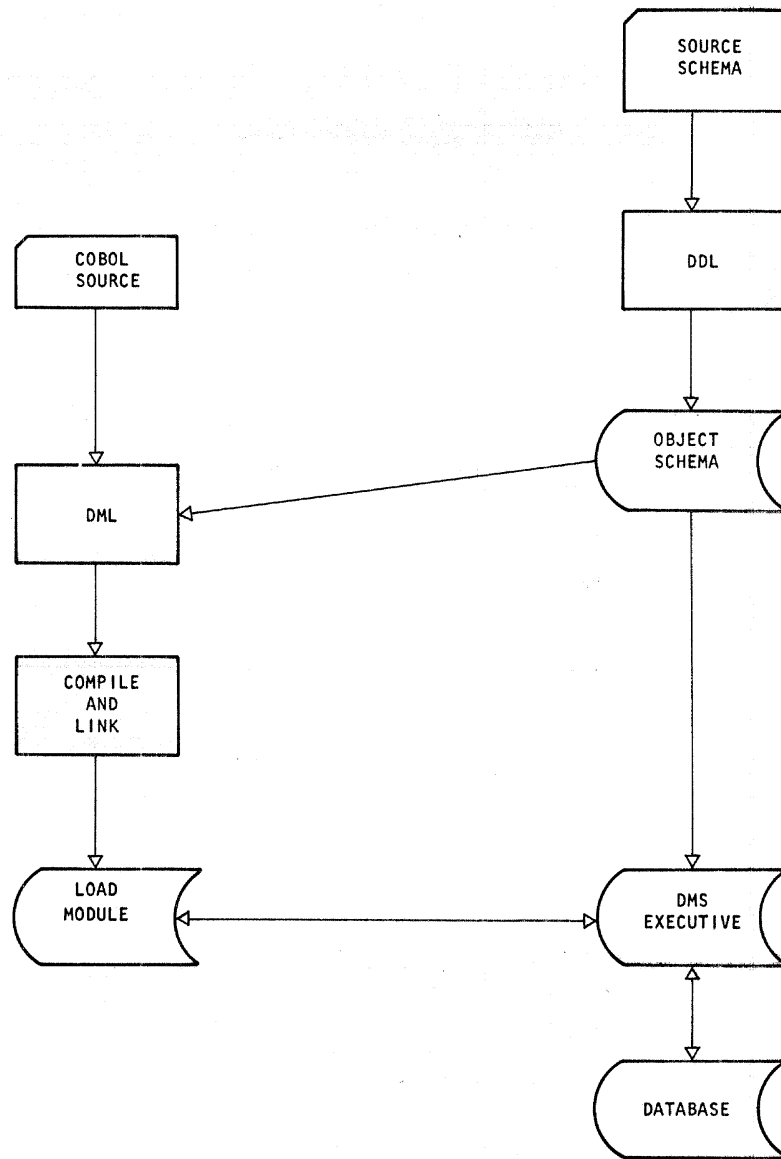 SOURCE
SCHEMA
DDL
COBOL
SOURCE
OBJECT
SCHEMA
DML
COMPILE
AND
LINK
LOAD
MODULE
DMS
EXECUTIVE
DATABASE